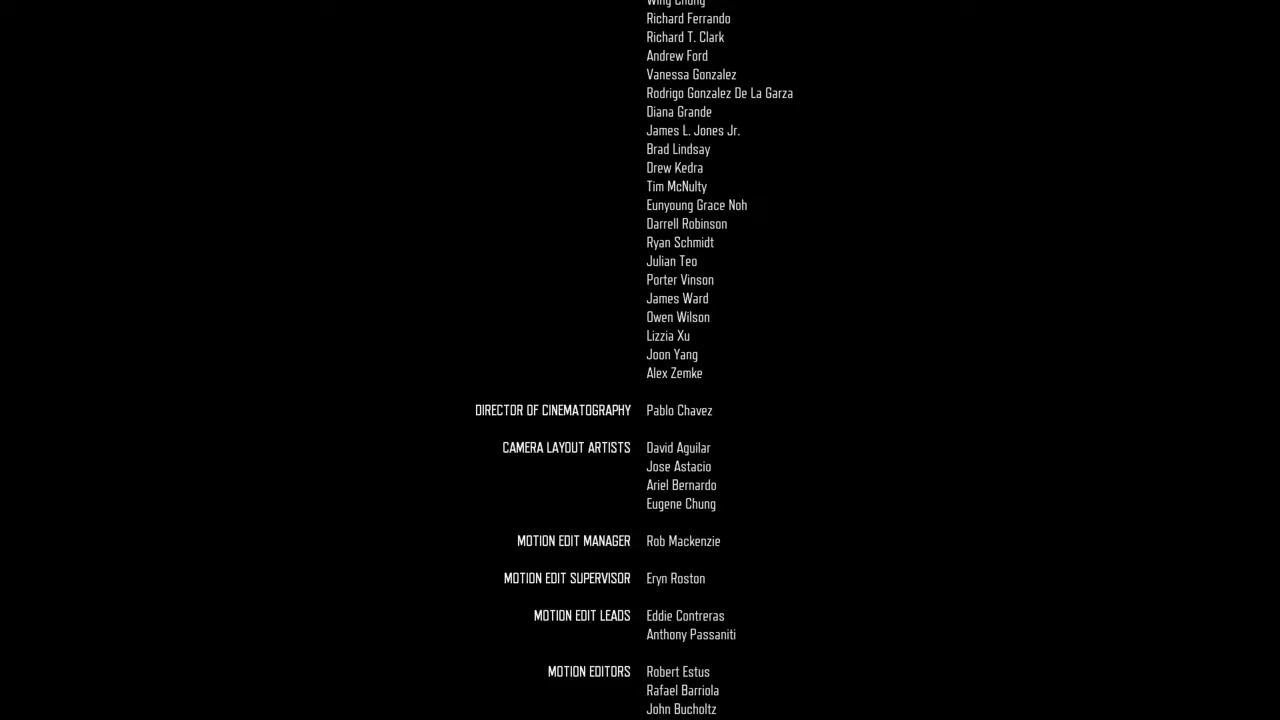 Wing Chung
Richard Ferrando
Richard T. Clark
Andrew Ford
Vanessa Gonzalez
Rodrigo Gonzalez De La Garza
Diana Grande
James L. Jones Jr.
Brad Lindsay
Drew Kedra
Tim McNulty
Eunyoung Grace Noh
Darrell Robinson
Ryan Schmidt
Julian Teo
Porter Vinson
James Ward
Owen Wilson
Lizzia Xu
Joon Yang
Alex Zemke
DIRECTOR OF CINEMATOGRAPHY Pablo Chavez
CAMERA LAYOUT ARTISTS David Aguilar
Jose Astacio
Ariel Bernardo
Eugene Chung
MOTION EDIT MANAGER Rob Mackenzie
MOTION EDIT SUPERVISOR Eryn Roston
MOTION EDIT LEADS Eddie Contreras
Anthony Passaniti
MOTION EDITORS Robert Estus
Rafael Barriola
John Bucholtz